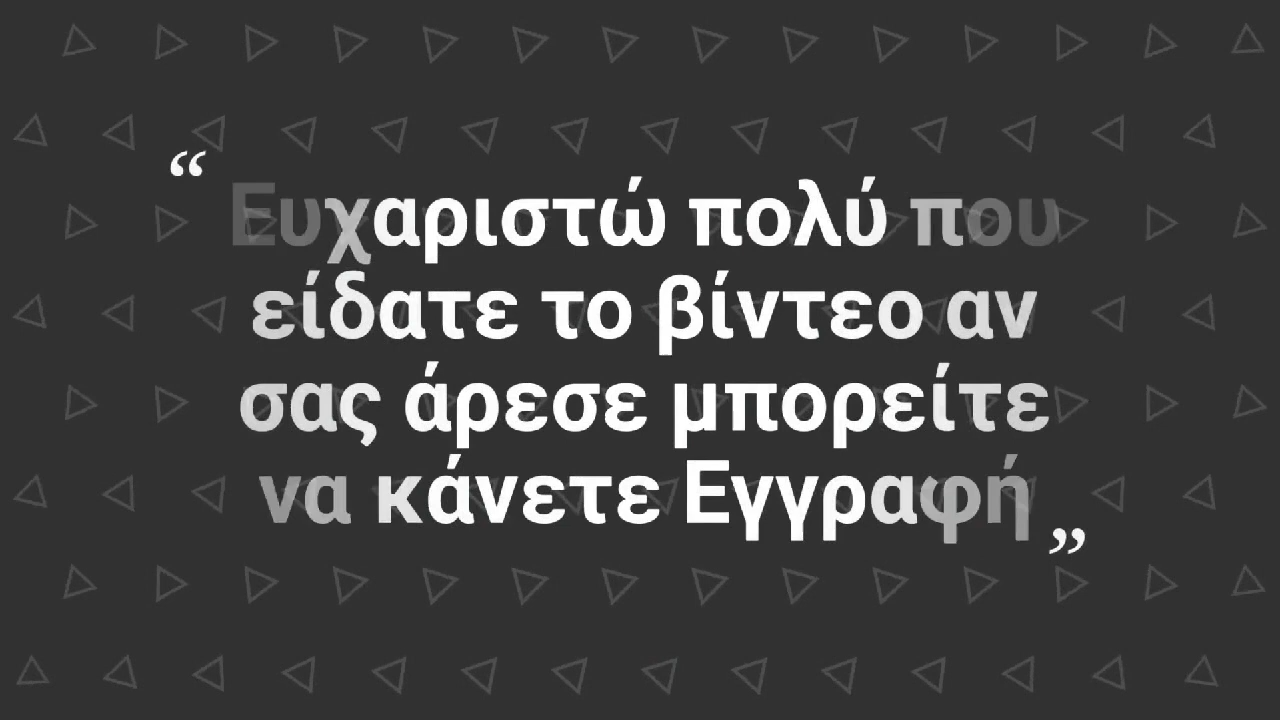 “ Ευχαριστώ πολύ που
είδατε το βίντεο αν
σας άρεσε μπορείτε
να κάνετε Εγγραφή „